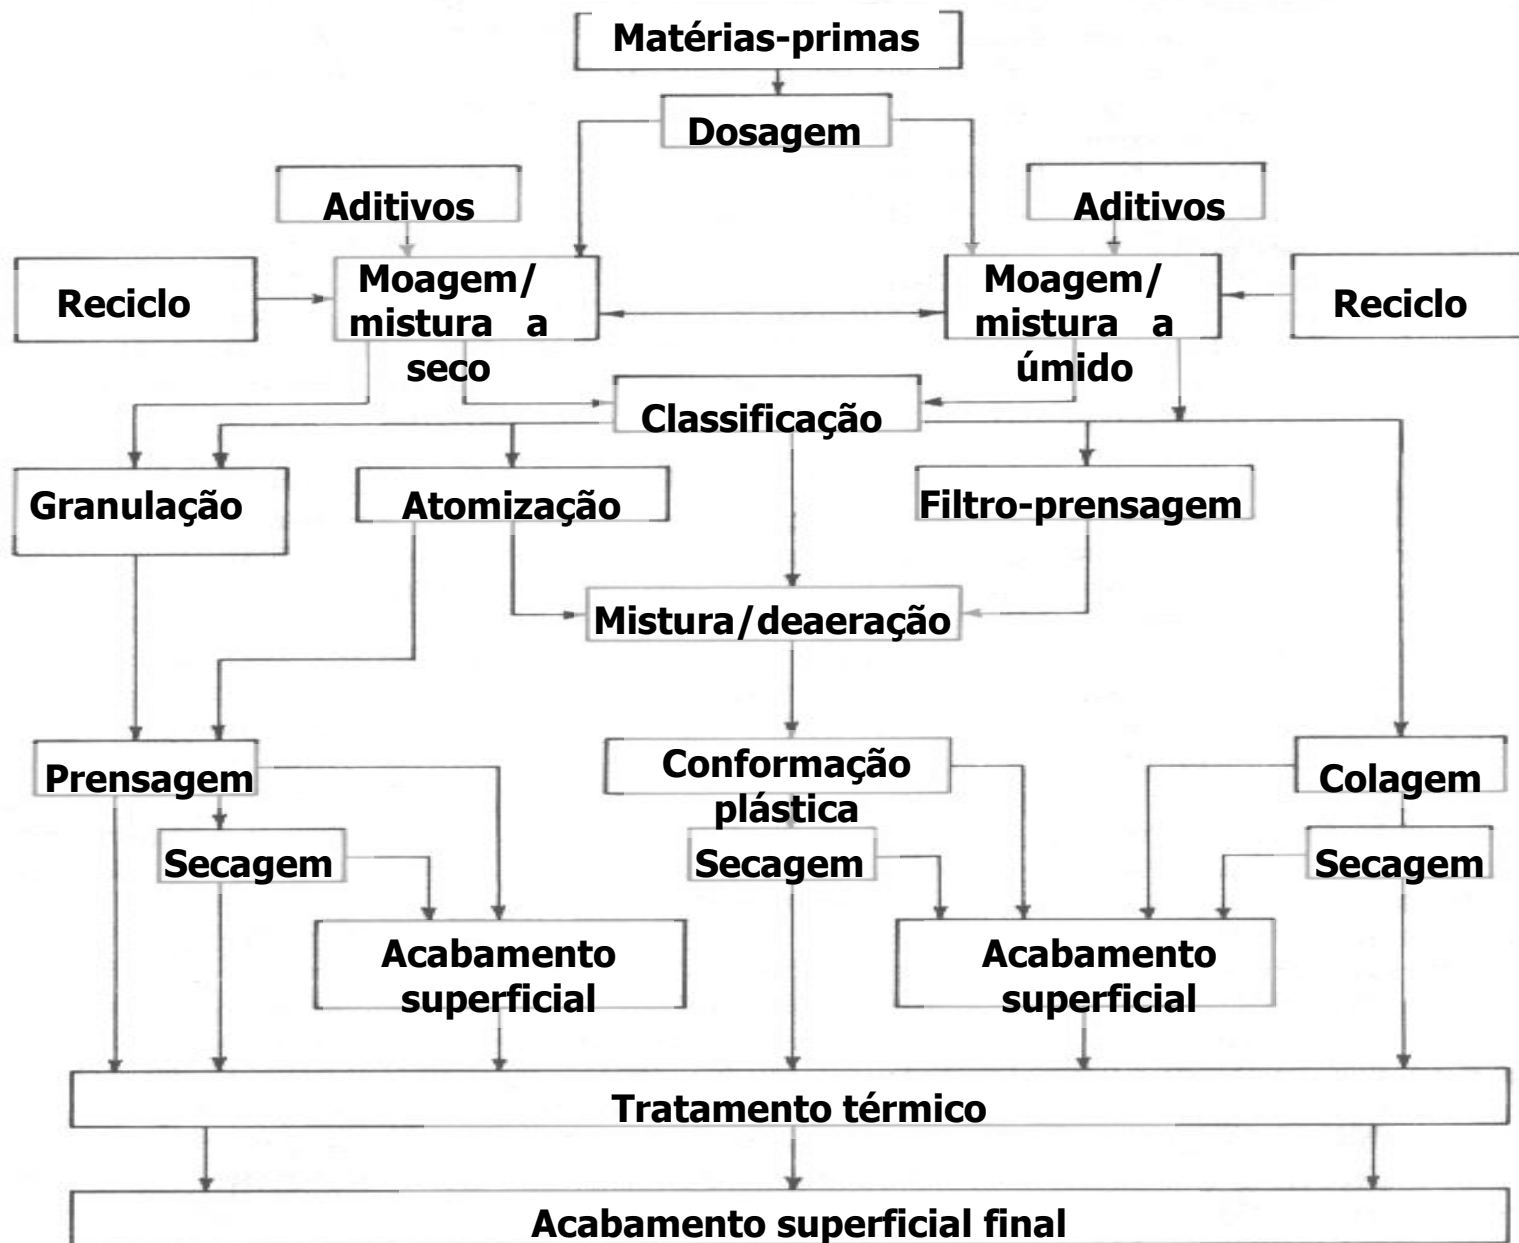 Matérias-primas
Dosagem
Aditivos
Aditivos
Reciclo
Moagem/
mistura a
seco
Moagem/
mistura a
úmido
Reciclo
Classificação
Granulação
Atomização
Filtro-prensagem
Mistura/deaeração
Prensagem
Conformação
plástica
Colagem
Secagem
Secagem
Secagem
Acabamento
superficial
Acabamento
superficial
Tratamento térmico
Acabamento superficial final